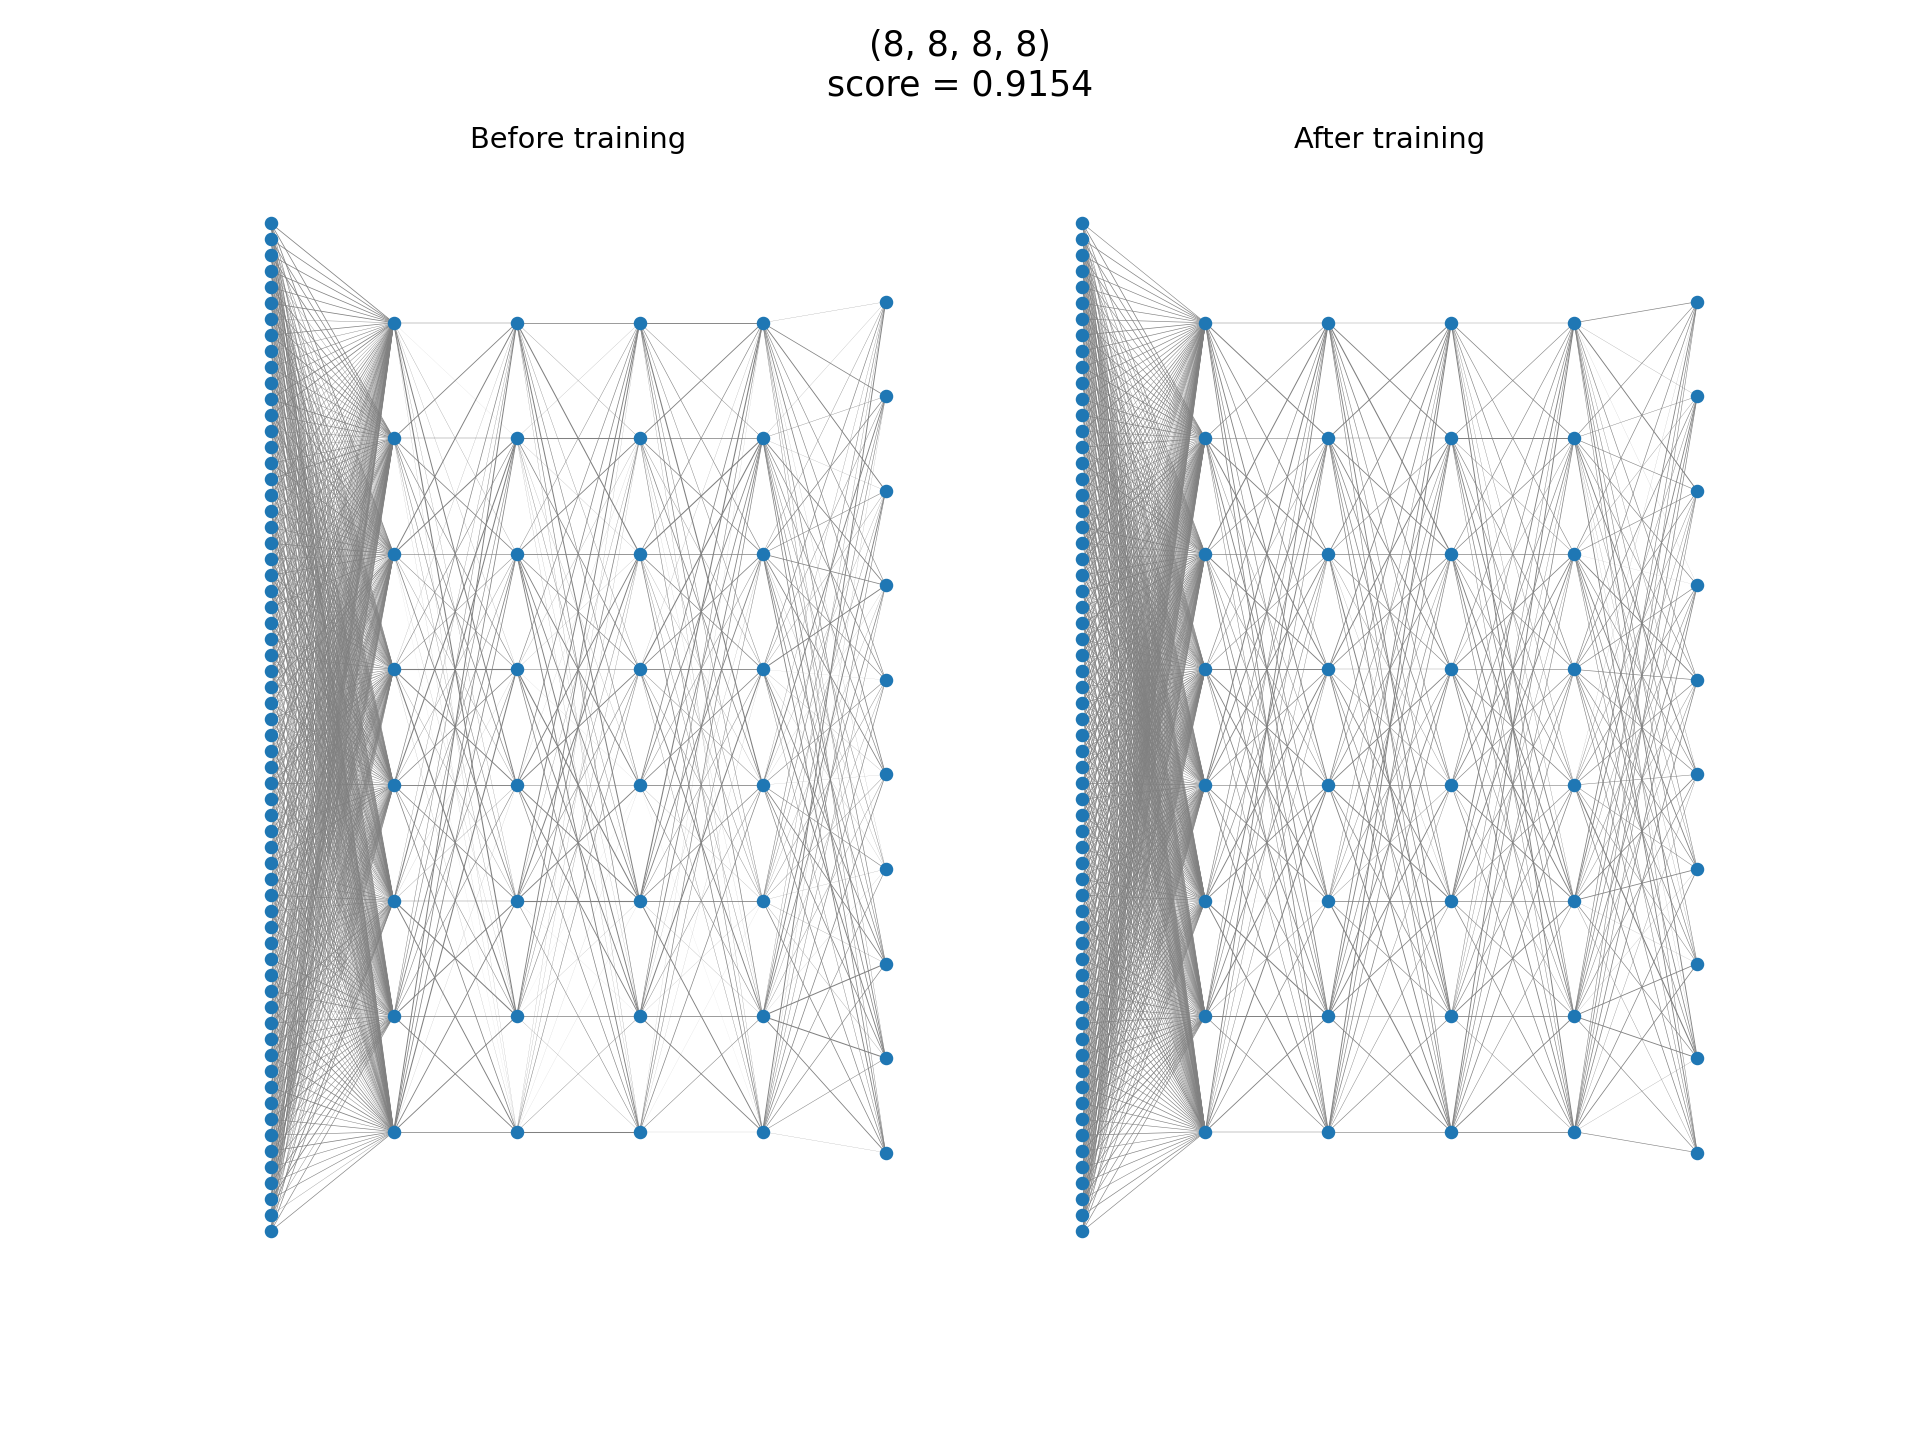 (8, 8, 8, 8)
score = 0.9154
Before training
After training